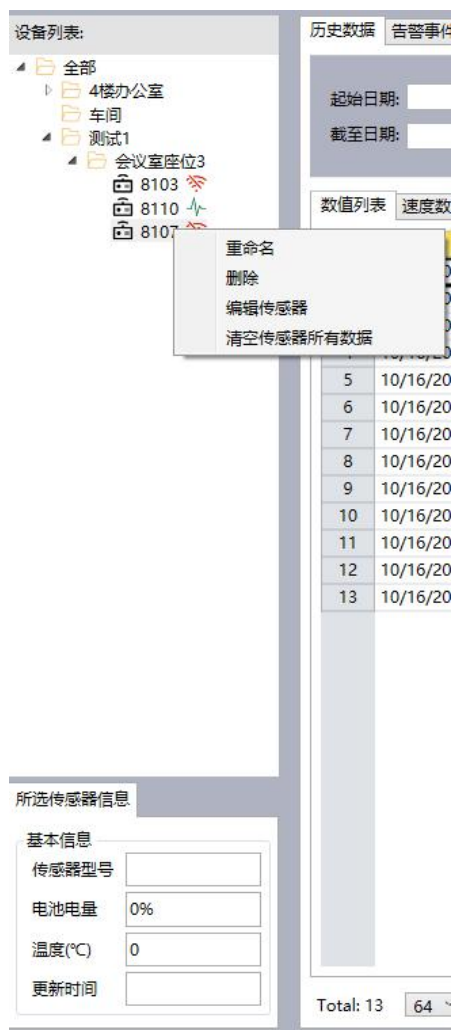 设备列表:
全部
4楼办公室
车间
测试1
会议室座位3
8103
8110
8107
重命名
删除
编辑传感器
清空传感器所有数据
历史数据 告警事件
起始日期:
截至日期:
数值列表 速度数
5 10/16/20
6 10/16/20
7 10/16/20
8 10/16/20
9 10/16/20
10 10/16/20
11 10/16/20
12 10/16/20
13 10/16/20
所选传感器信息
基本信息
传感器型号
电池电量 0%
温度(℃) 0
更新时间
Total: 13 64